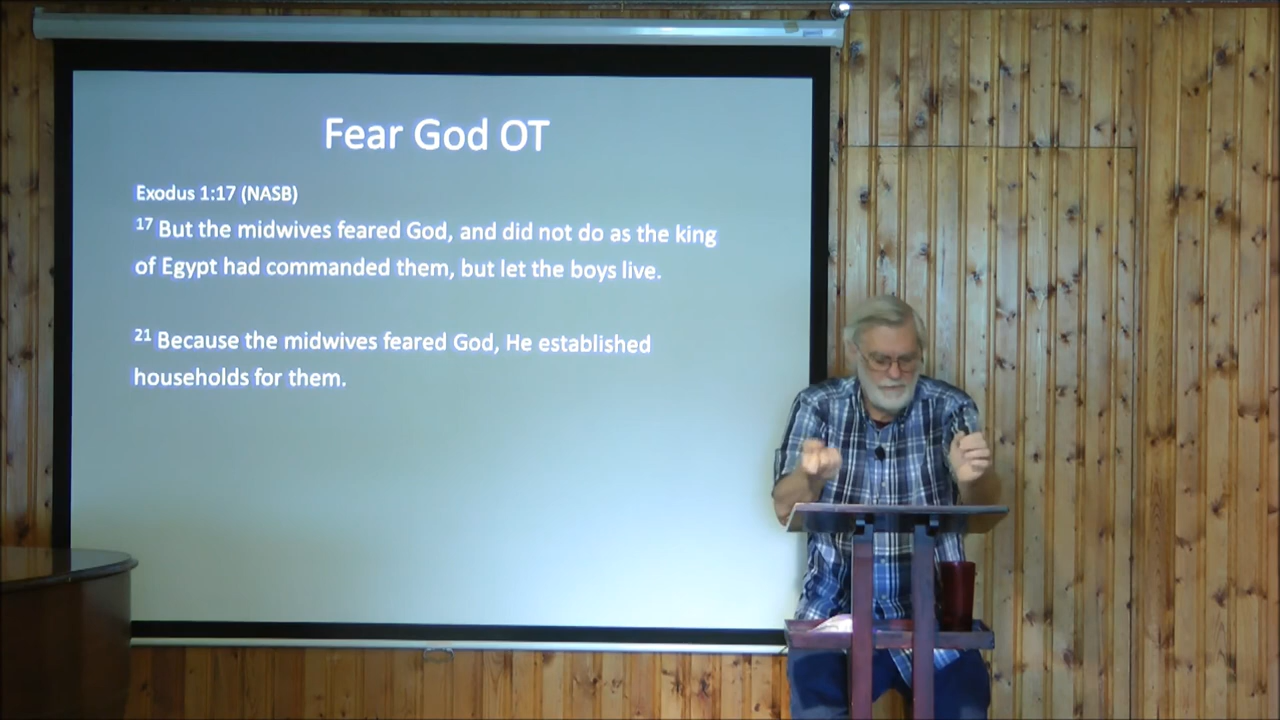 Fear God OT
Exodus 1:17 (NASB)
17 But the midwives feared God, and did not do as the king
of Egypt had commanded them, but let the boys live.
21 Because the midwives feared God, He established
households for them.